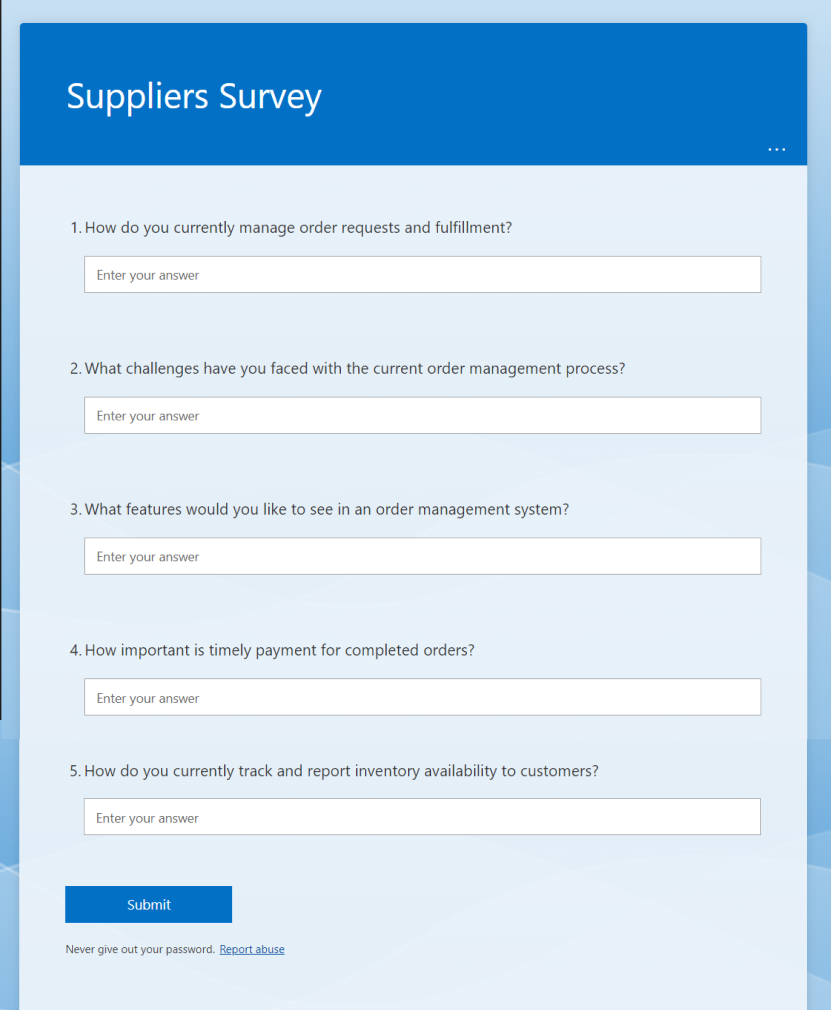 Suppliers Survey
...
1. How do you currently manage order requests and fulfillment?
Enter your answer
2. What challenges have you faced with the current order management process?
Enter your answer
3. What features would you like to see in an order management system?
Enter your answer
4. How important is timely payment for completed orders?
Enter your answer
5. How do you currently track and report inventory availability to customers?
Enter your answer
Submit
Never give out your password. Report abuse